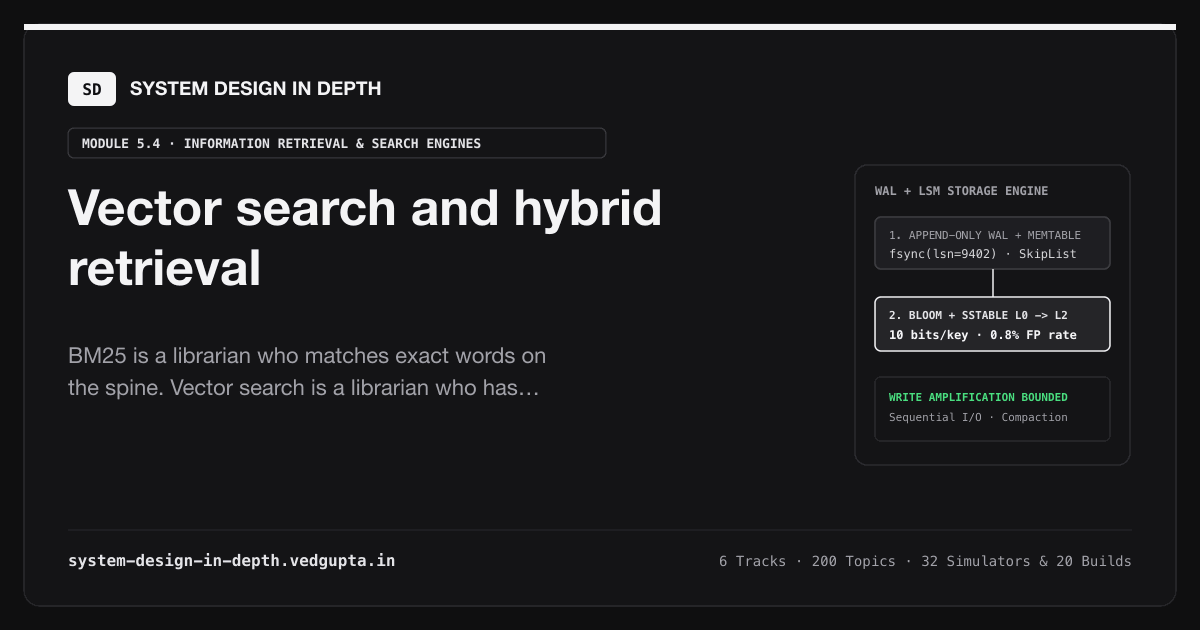 SD
SYSTEM DESIGN IN DEPTH
MODULE 5.4 · INFORMATION RETRIEVAL & SEARCH ENGINES
Vector search and hybrid
retrieval
BM25 is a librarian who matches exact words on
the spine. Vector search is a librarian who has…
WAL + LSM STORAGE ENGINE
1. APPEND-ONLY WAL + MEMTABLE
fsync(lsn=9402) · SkipList
2. BLOOM + SSTABLE L0 -> L2
10 bits/key · 0.8% FP rate
WRITE AMPLIFICATION BOUNDED
Sequential I/O · Compaction
system-design-in-depth.vedgupta.in
6 Tracks · 200 Topics · 32 Simulators & 20 Builds